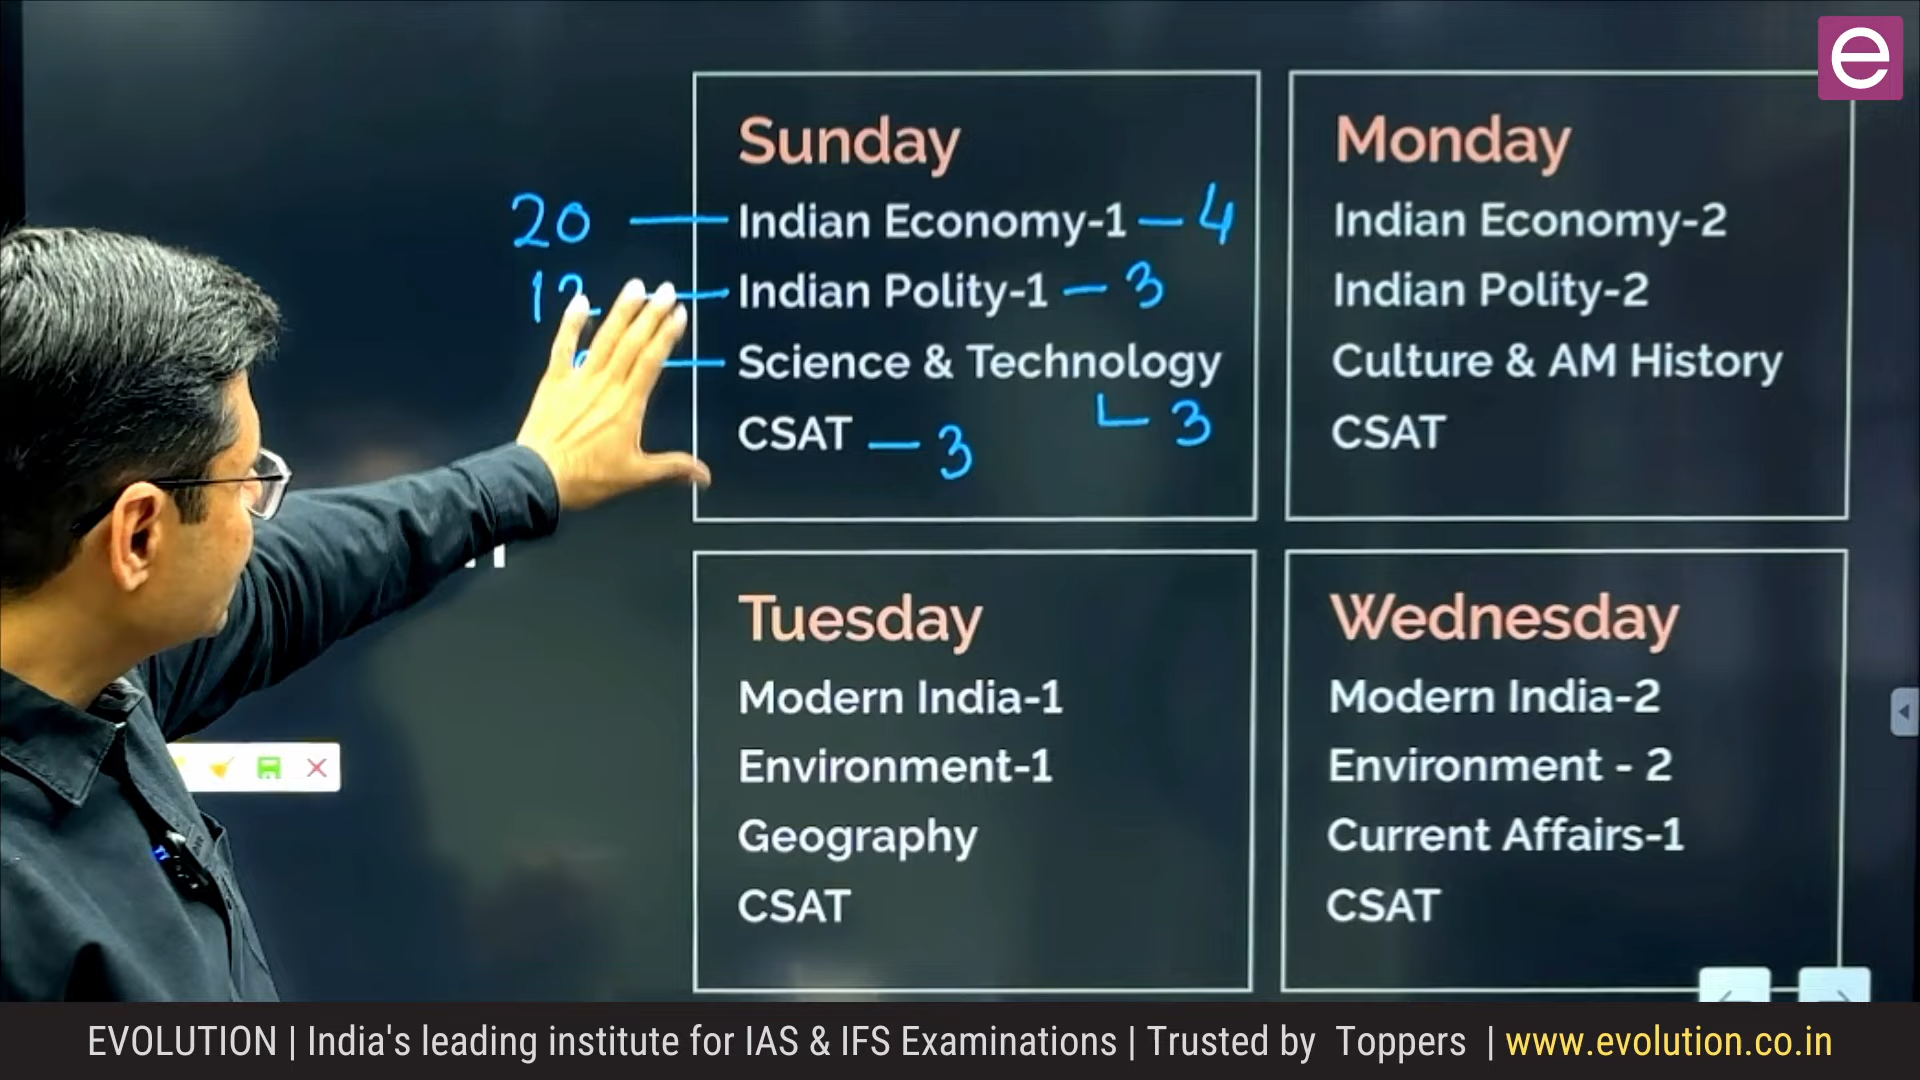 e
Sunday
20 — Indian Economy-1 — 4
12 — Indian Polity-1 — 3
— Science & Technology
└ 3
CSAT — 3
Monday
Indian Economy-2
Indian Polity-2
Culture & AM History
CSAT
Tuesday
Modern India-1
Environment-1
Geography
CSAT
Wednesday
Modern India-2
Environment - 2
Current Affairs-1
CSAT
EVOLUTION | India's leading institute for IAS & IFS Examinations | Trusted by Toppers | www.evolution.co.in